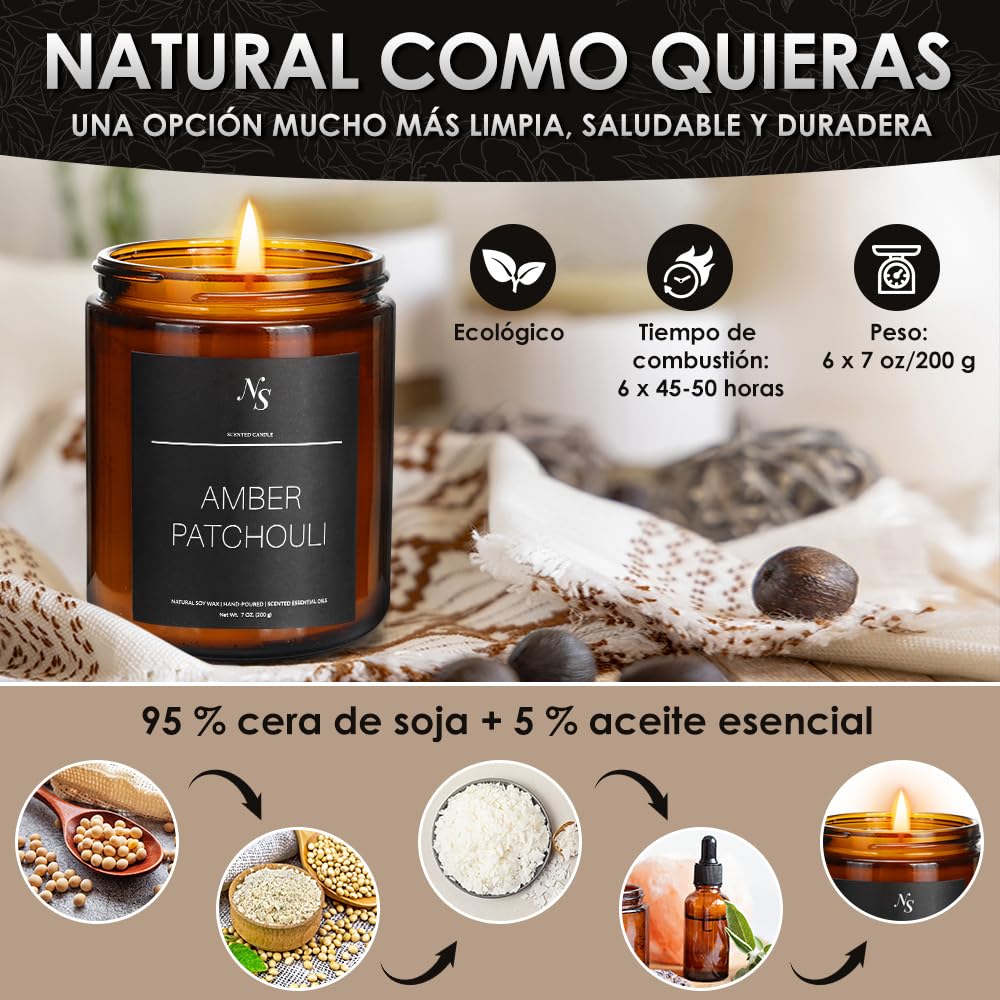 NATURAL COMO QUIERAS
UNA OPCIÓN MUCHO MÁS LIMPIA, SALUDABLE Y DURADERA
Ecológico
Tiempo de
combustión:
6 x 45-50 horas
Peso:
6 x 7 oz/200 g
NS
SCENTED CANDLE
AMBER
PATCHOULI
NATURAL SOY WAX | HAND-POURED | SCENTED ESSENTIAL OILS
Net Wt. 7 OZ. (200 g)
95 % cera de soja + 5 % aceite esencial
NS